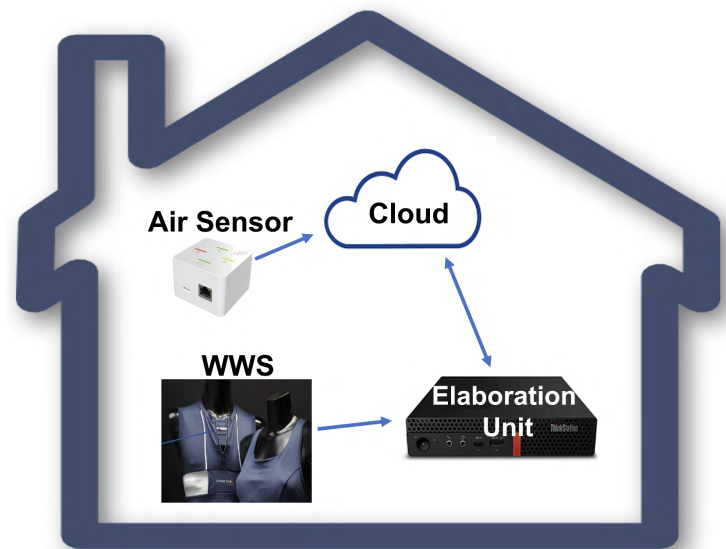 Air Sensor
Cloud
WWS
Elaboration
Unit
ThinkStation